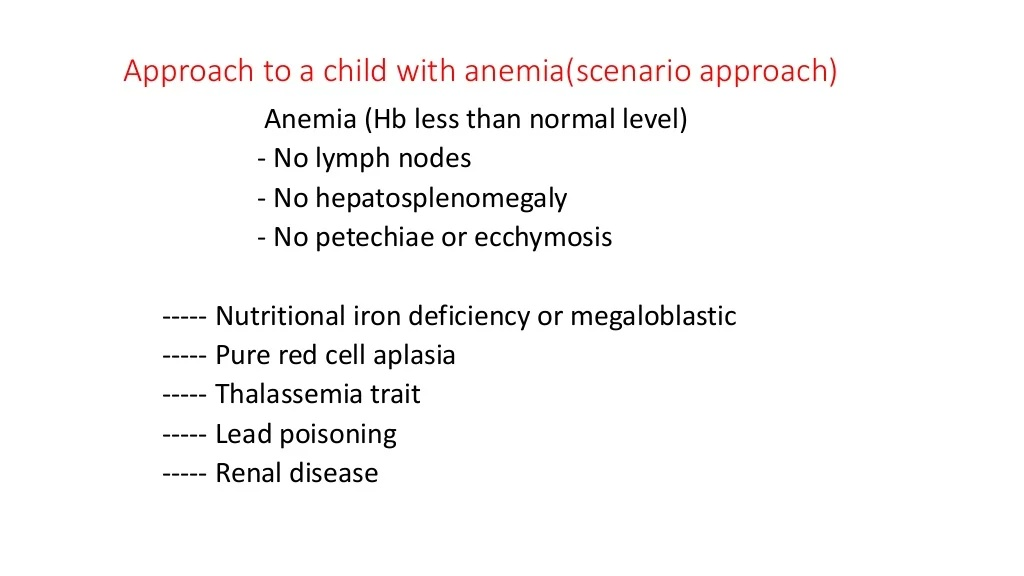 Approach to a child with anemia(scenario approach)
Anemia (Hb less than normal level)
- No lymph nodes
- No hepatosplenomegaly
- No petechiae or ecchymosis
----- Nutritional iron deficiency or megaloblastic
----- Pure red cell aplasia
----- Thalassemia trait
----- Lead poisoning
----- Renal disease